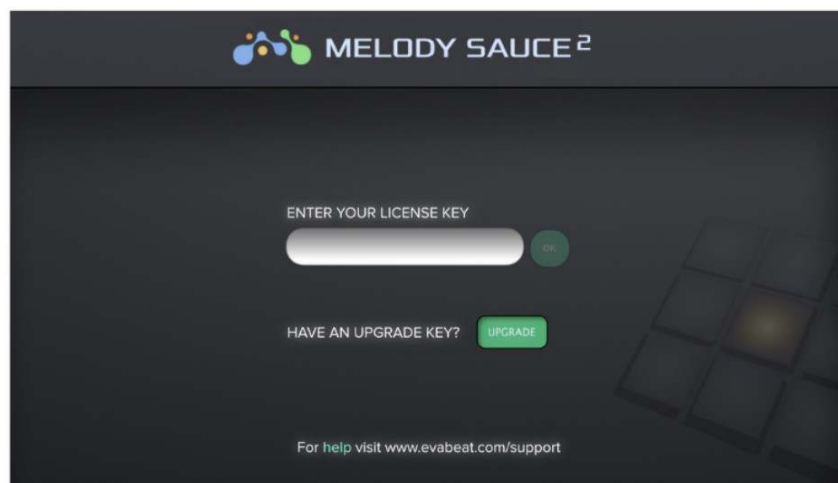 MELODY SAUCE²
ENTER YOUR LICENSE KEY
OK
HAVE AN UPGRADE KEY? UPGRADE
For help visit www.evabeat.com/support